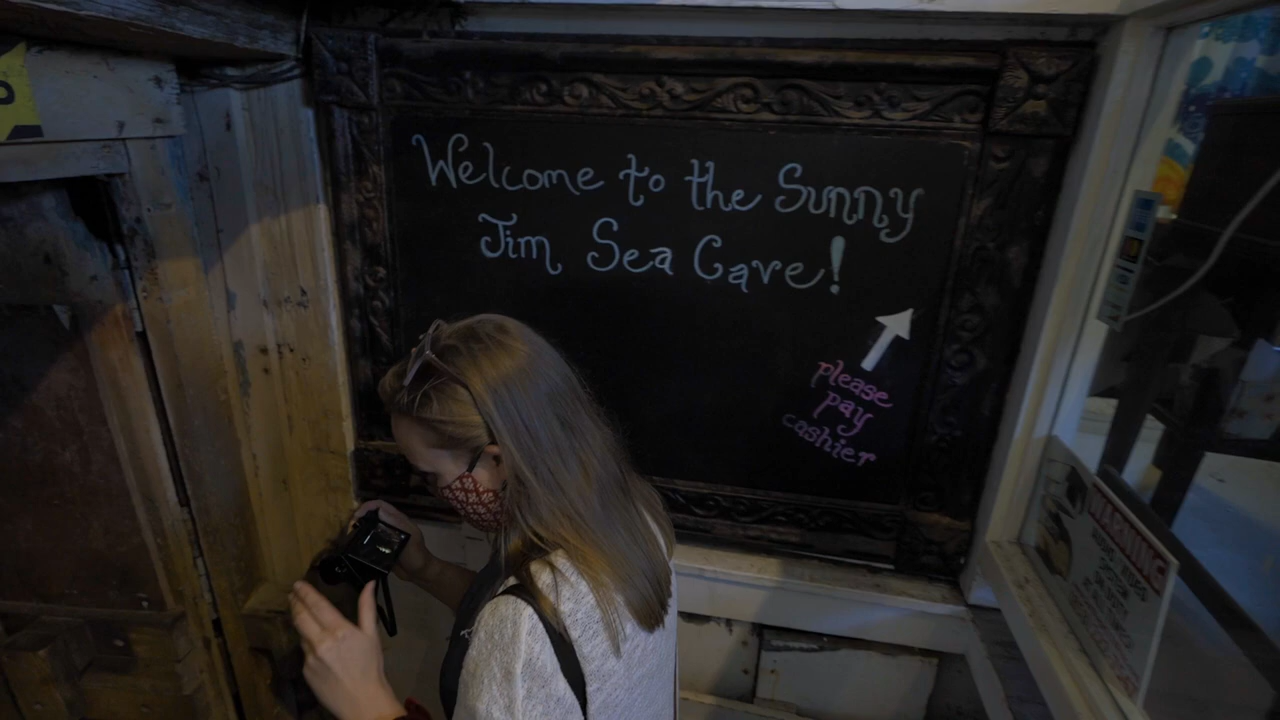 Welcome to the Sunny
Jim Sea Cave!
please
pay
cashier
WARNING